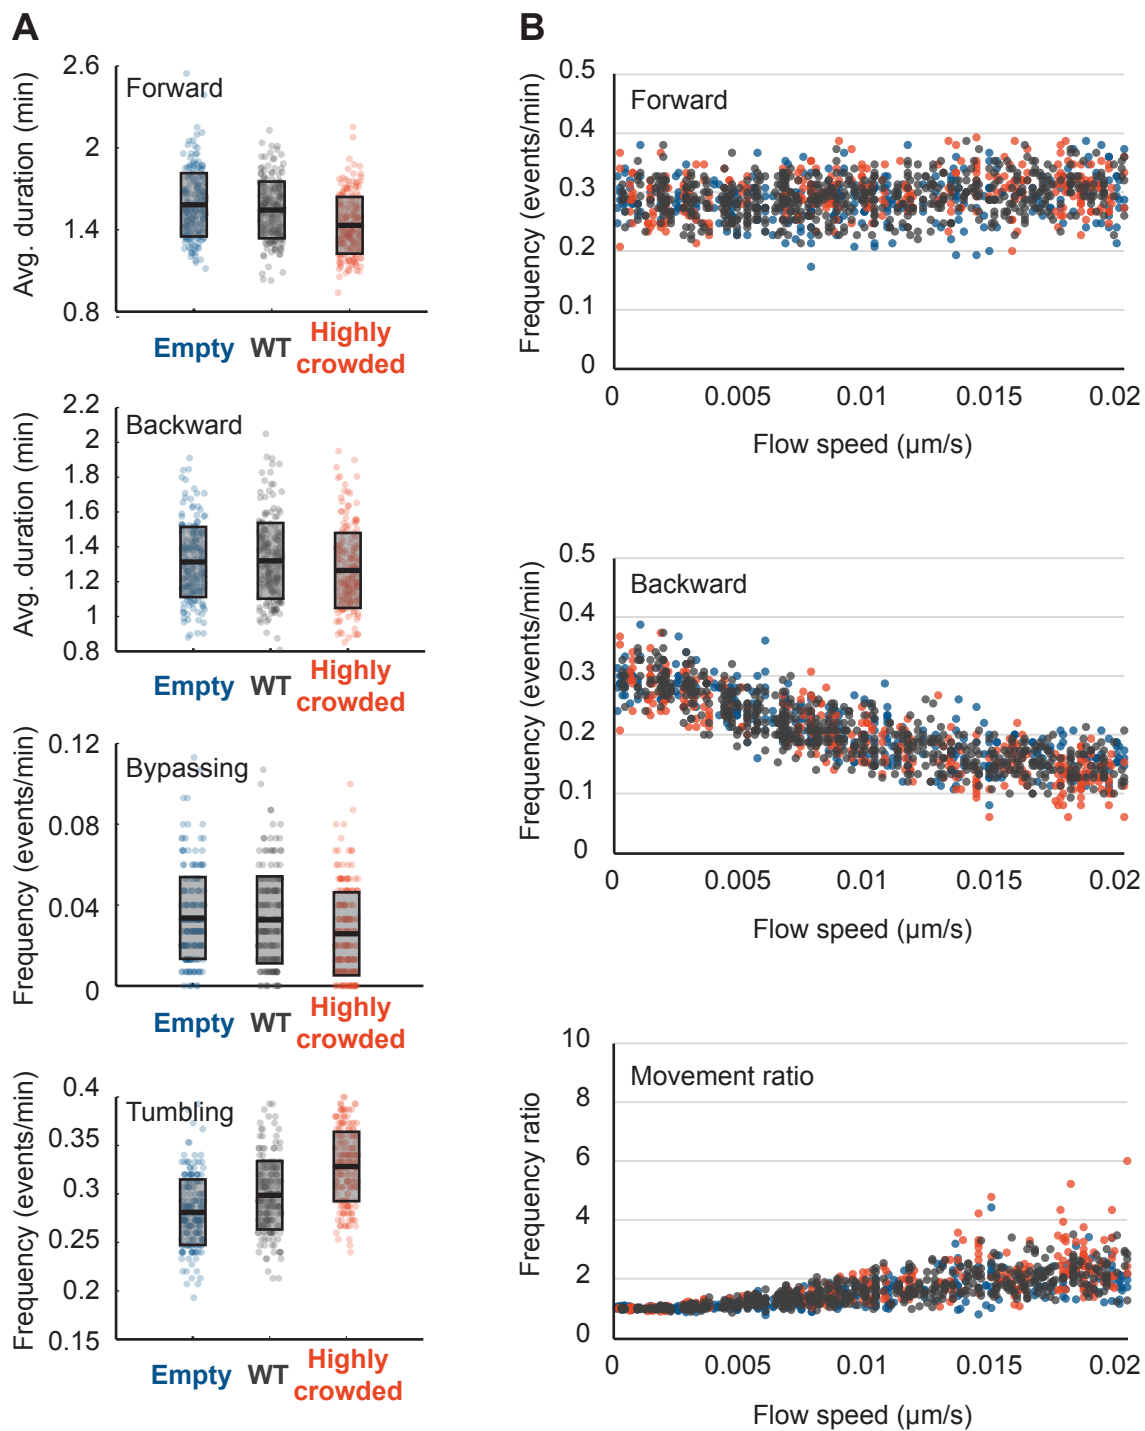 A
Avg. duration (min)
2.6
2
1.4
0.8
Forward
Empty
WT
Highly
crowded
Avg. duration (min)
2.2
2
1.8
1.6
1.4
1.2
1
0.8
Backward
Empty
WT
Highly
crowded
Frequency (events/min)
0.12
0.08
0.04
0
Bypassing
Empty
WT
Highly
crowded
Frequency (events/min)
0.4
0.35
0.3
0.25
0.2
0.15
Tumbling
Empty
WT
Highly
crowded
B
Frequency (events/min)
0.5
0.4
0.3
0.2
0.1
0
Forward
0 0.005 0.01 0.015 0.02
Flow speed (μm/s)
Frequency (events/min)
0.5
0.4
0.3
0.2
0.1
0
Backward
0 0.005 0.01 0.015 0.02
Flow speed (μm/s)
Frequency ratio
10
8
6
4
2
0
Movement ratio
0 0.005 0.01 0.015 0.02
Flow speed (μm/s)